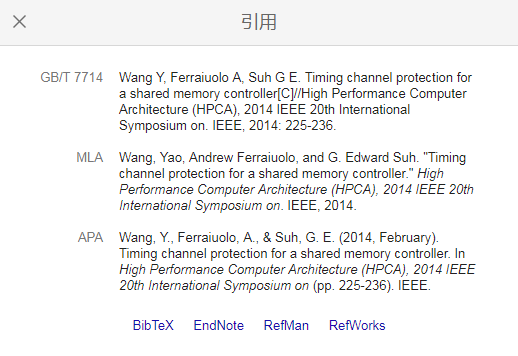 引用
GB/T 7714
Wang Y, Ferraiuolo A, Suh G E. Timing channel protection for
a shared memory controller[C]//High Performance Computer
Architecture (HPCA), 2014 IEEE 20th International
Symposium on. IEEE, 2014: 225-236.
MLA
Wang, Yao, Andrew Ferraiuolo, and G. Edward Suh. "Timing
channel protection for a shared memory controller." High
Performance Computer Architecture (HPCA), 2014 IEEE 20th
International Symposium on. IEEE, 2014.
APA
Wang, Y., Ferraiuolo, A., & Suh, G. E. (2014, February).
Timing channel protection for a shared memory controller. In
High Performance Computer Architecture (HPCA), 2014 IEEE
20th International Symposium on (pp. 225-236). IEEE.
BibTeX EndNote RefMan RefWorks